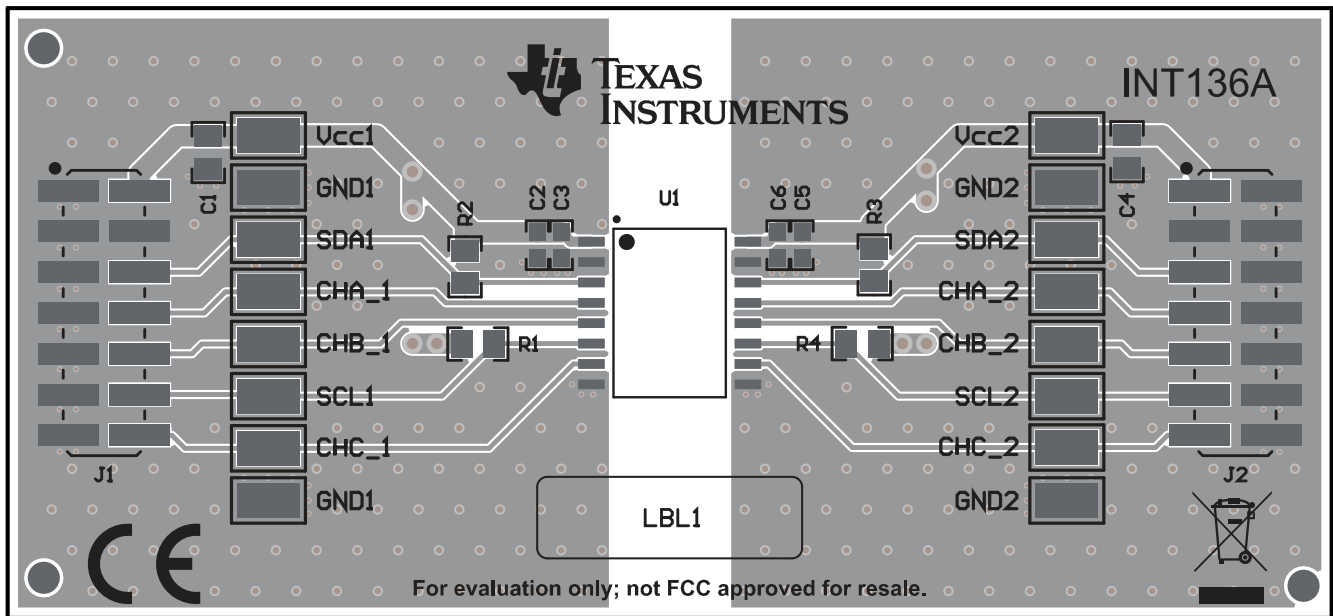 TEXAS
INSTRUMENTS
INT136A
Vcc1
Vcc2
C1
GND1
GND2
C4
R2
C2
C3
U1
C6
C5
R3
SDA1
SDA2
CHA_1
CHA_2
CHB_1
R1
R4
CHB_2
SCL1
SCL2
CHC_1
CHC_2
J1
J2
GND1
GND2
LBL1
CE
For evaluation only; not FCC approved for resale.